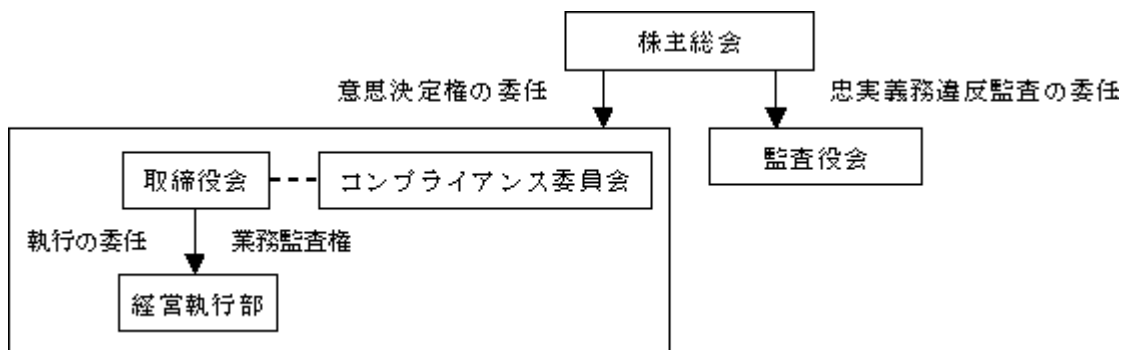 株主総会
意思決定権の委任
忠実義務違反監査の委任
監査役会
取締役会
コンプライアンス委員会
執行の委任
業務監査権
経営執行部